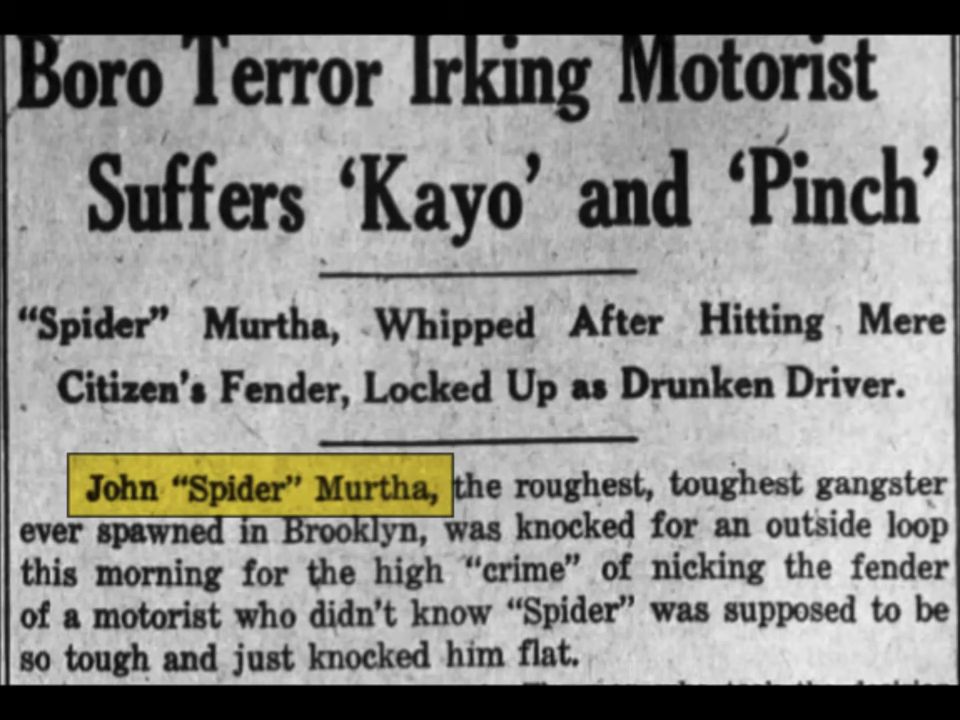 Boro Terror Irking Motorist
Suffers ‘Kayo’ and ‘Pinch’
“Spider” Murtha, Whipped After Hitting Mere
Citizen’s Fender, Locked Up as Drunken Driver.
John “Spider” Murtha, the roughest, toughest gangster
ever spawned in Brooklyn, was knocked for an outside loop
this morning for the high “crime” of nicking the fender
of a motorist who didn’t know “Spider” was supposed to be
so tough and just knocked him flat.